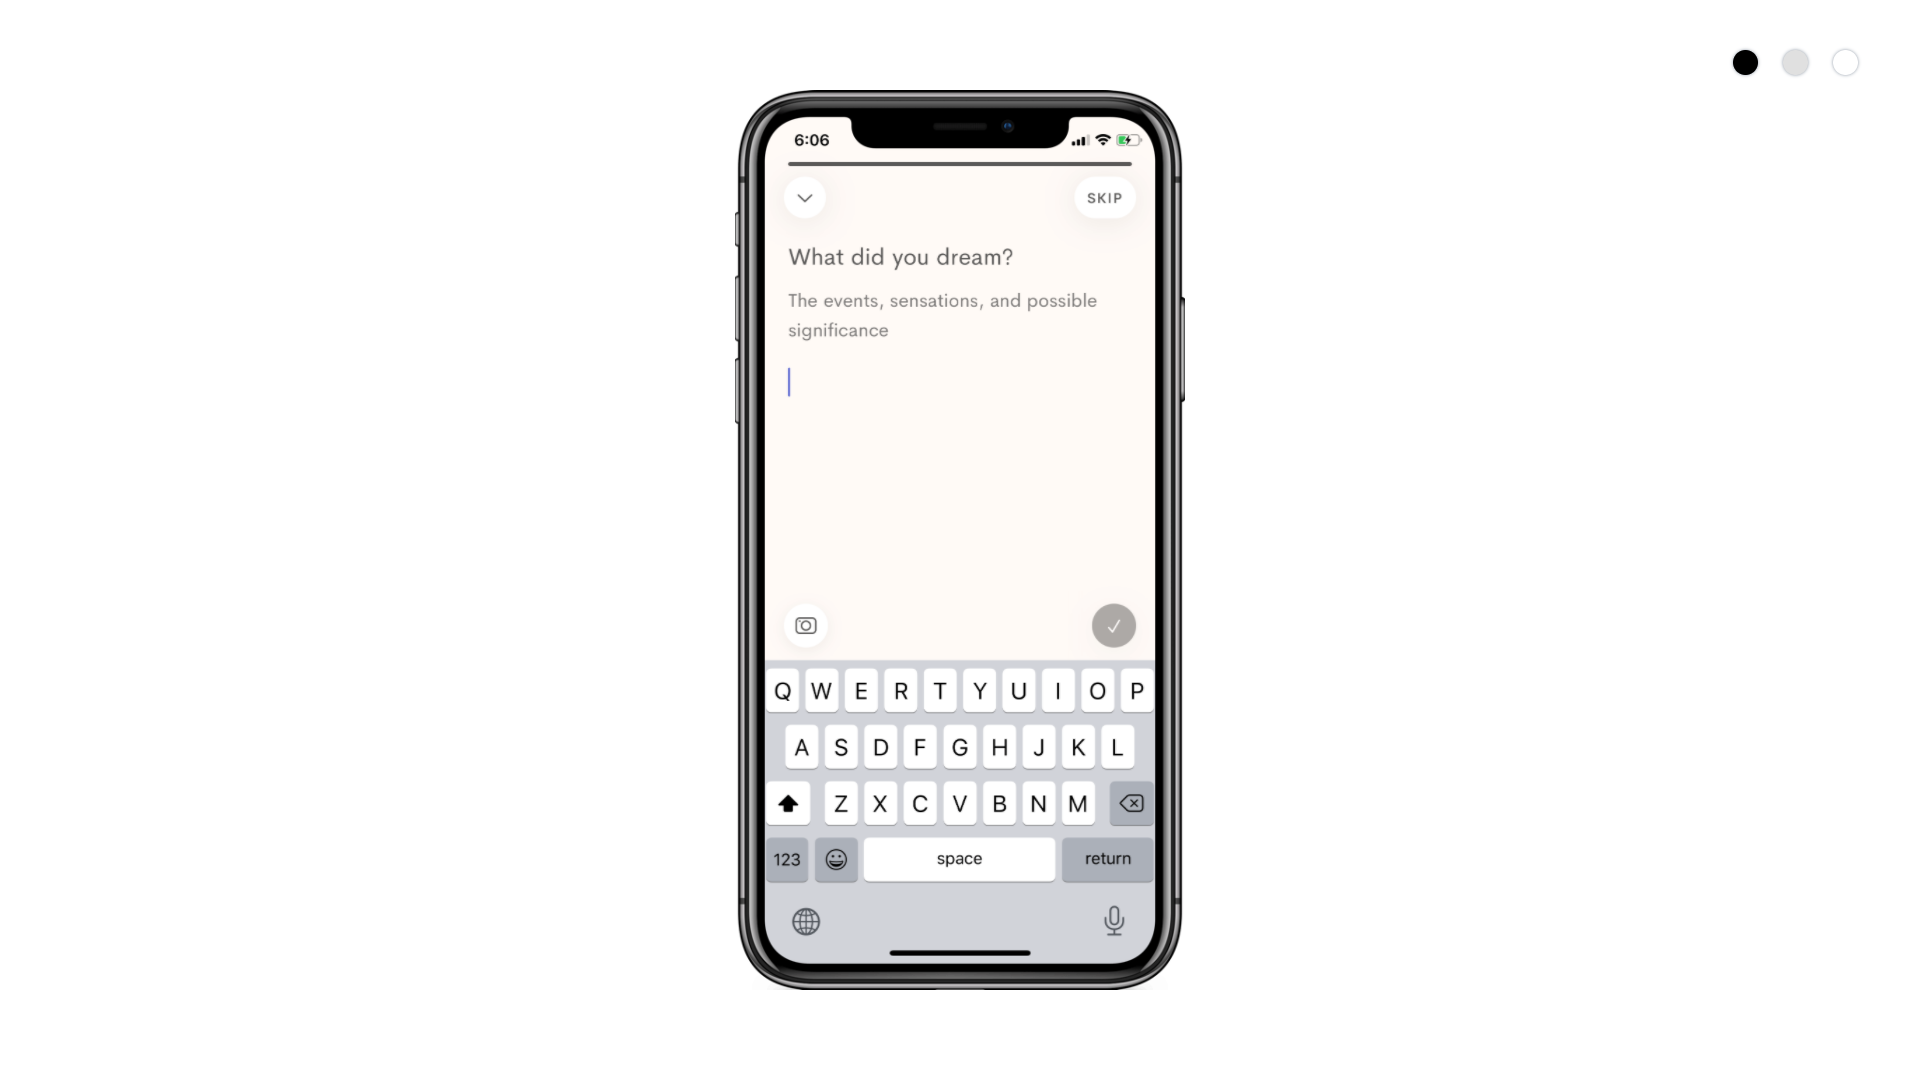 6:06
SKIP
What did you dream?
The events, sensations, and possible
significance
Q W E R T Y U I O P
A S D F G H J K L
Z X C V B N M
123 space return